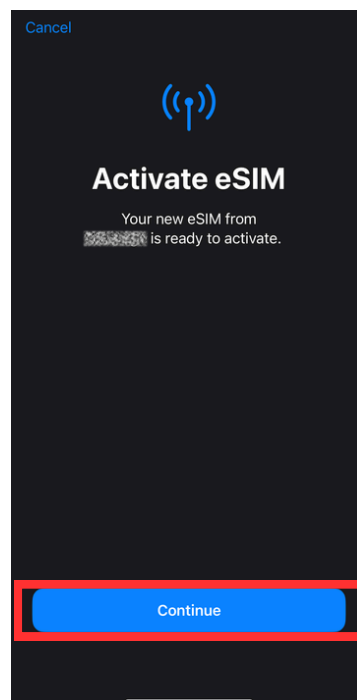 Cancel
Activate eSIM
Your new eSIM from
is ready to activate.
Continue